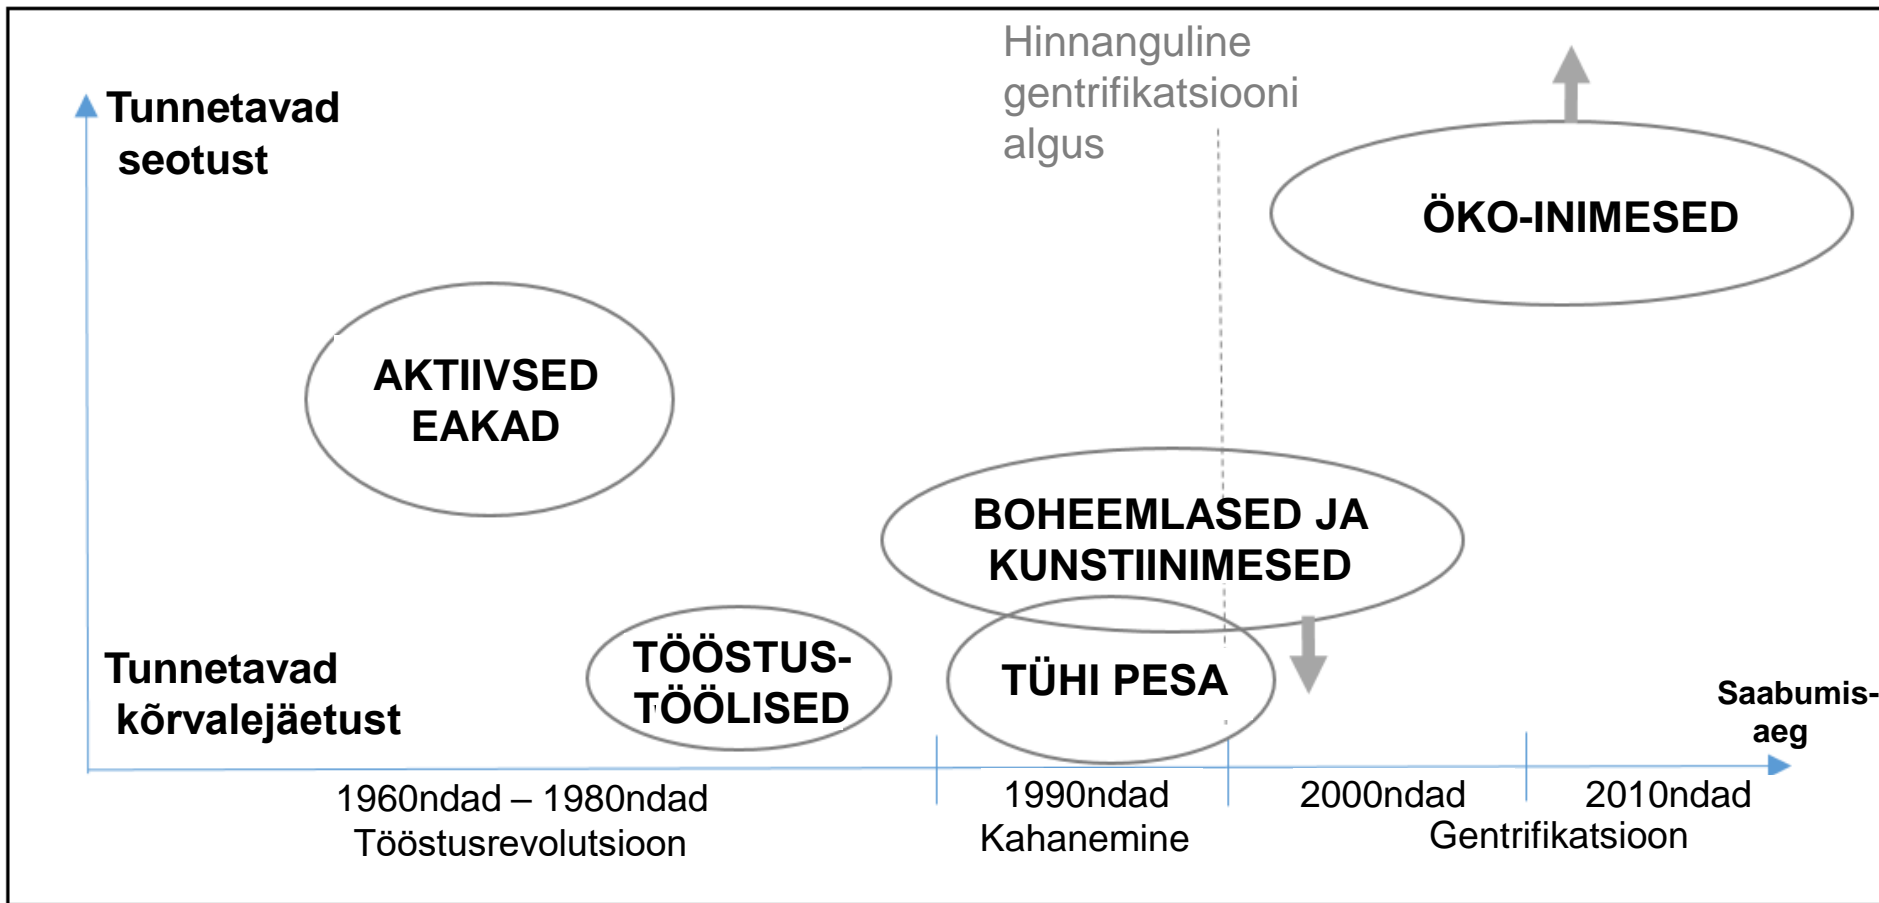 Hinnanguline
gentrifikatsiooni
algus
Tunnetavad
seotust
ÖKO-INIMESED
AKTIIVSED
EAKAD
BOHEEMLASED JA
KUNSTIINIMESED
TÖÖSTUS-
TÖÖLISED
TÜHI PESA
Tunnetavad
kõrvalejäetust
Saabumis-
aeg
1960ndad – 1980ndad
Tööstusrevolutsioon
1990ndad
Kahanemine
2000ndad
2010ndad
Gentrifikatsioon